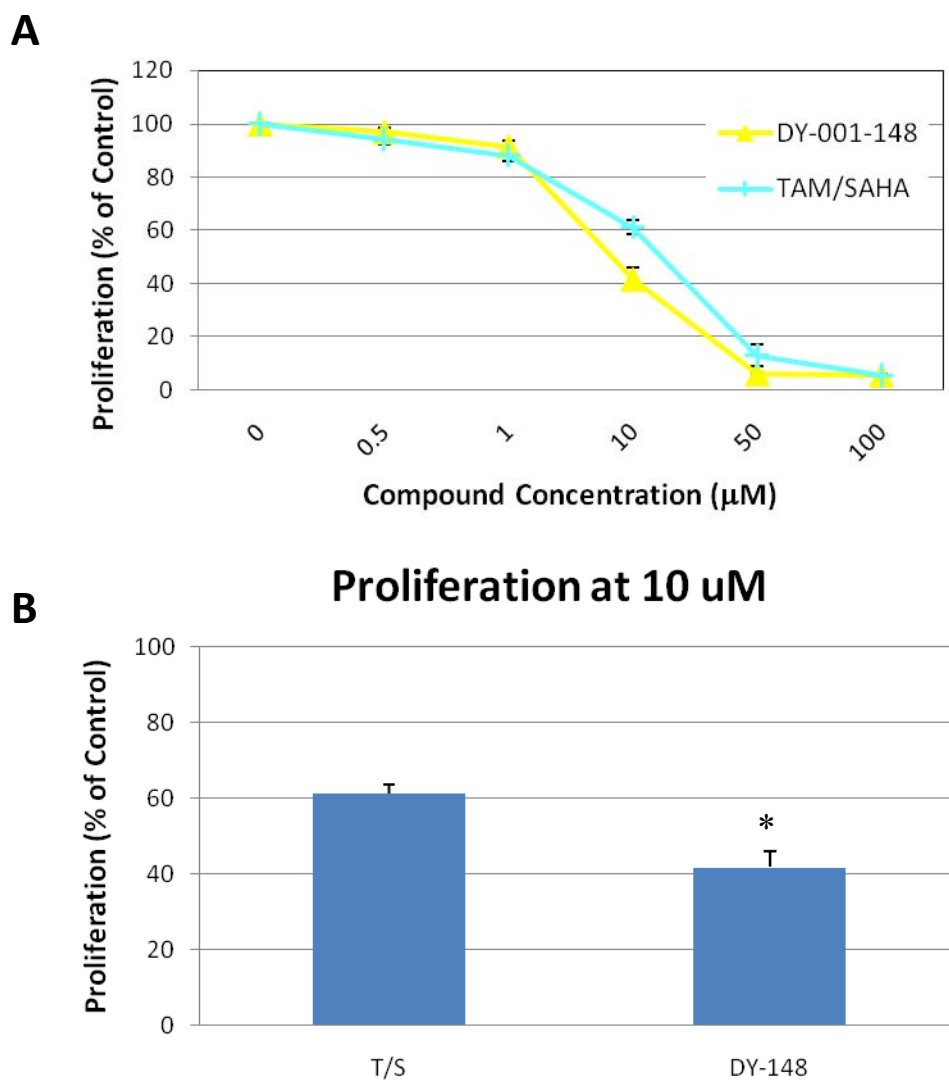 A
Proliferation (% of Control)
120
100
80
60
40
20
0
DY-001-148
TAM/SAHA
0 0.5 1 10 50 100
Compound Concentration (μM)
Proliferation at 10 uM
B
Proliferation (% of Control)
100
80
60
40
20
0
*
T/S DY-148